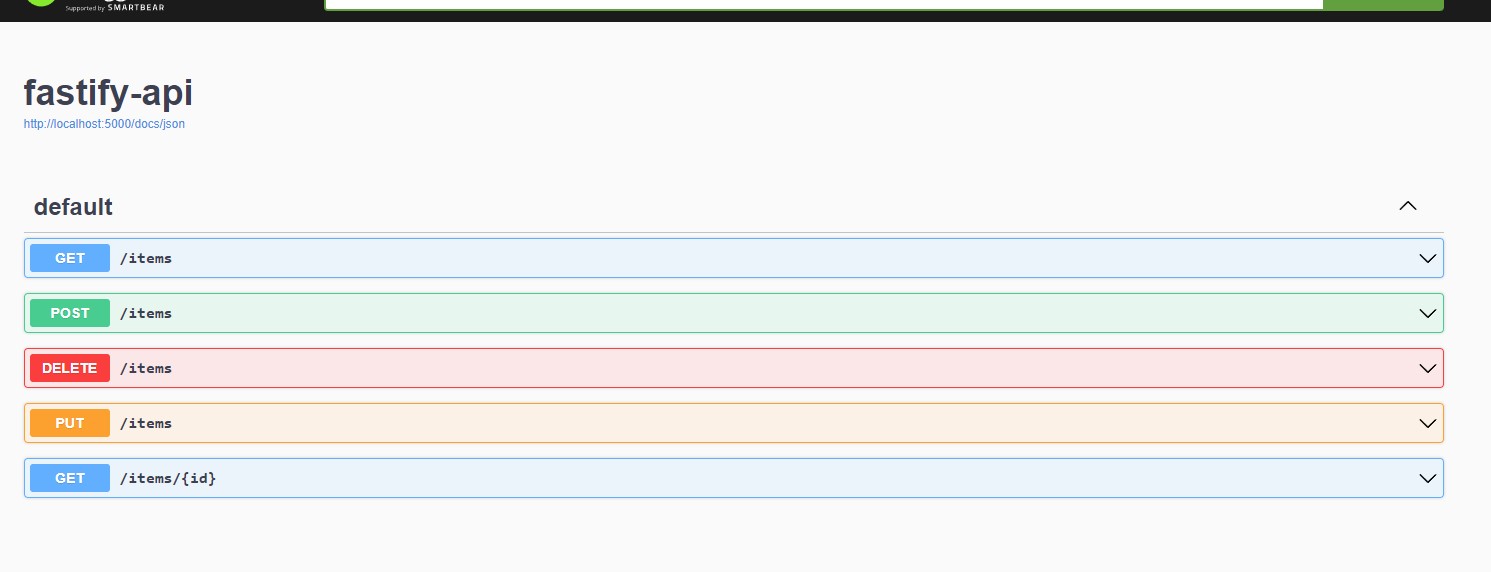 Supported by SMARTBEAR
fastify-api
http://localhost:5000/docs/json
default
GET /items
POST /items
DELETE /items
PUT /items
GET /items/{id}